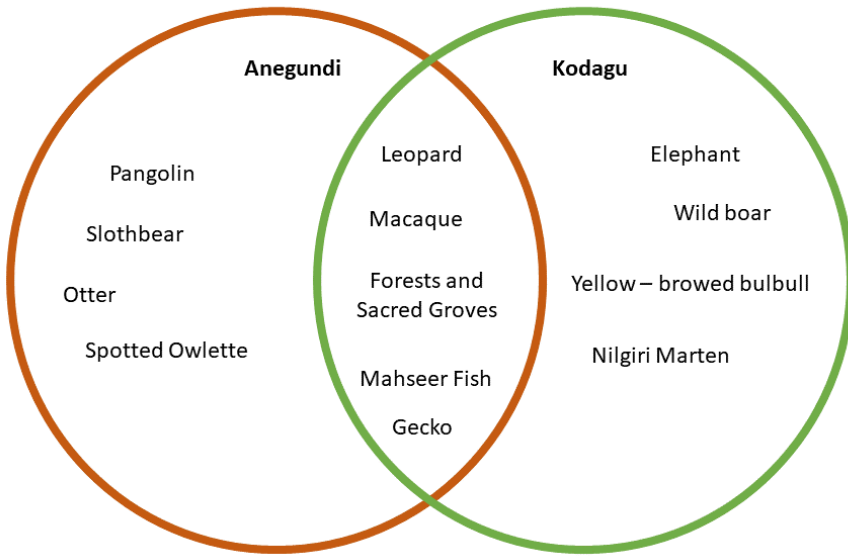 Anegundi
Kodagu
Pangolin
Slothbear
Otter
Spotted Owlette
Leopard
Macaque
Forests and
Sacred Groves
Mahseer Fish
Gecko
Elephant
Wild boar
Yellow – browed bulbull
Nilgiri Marten